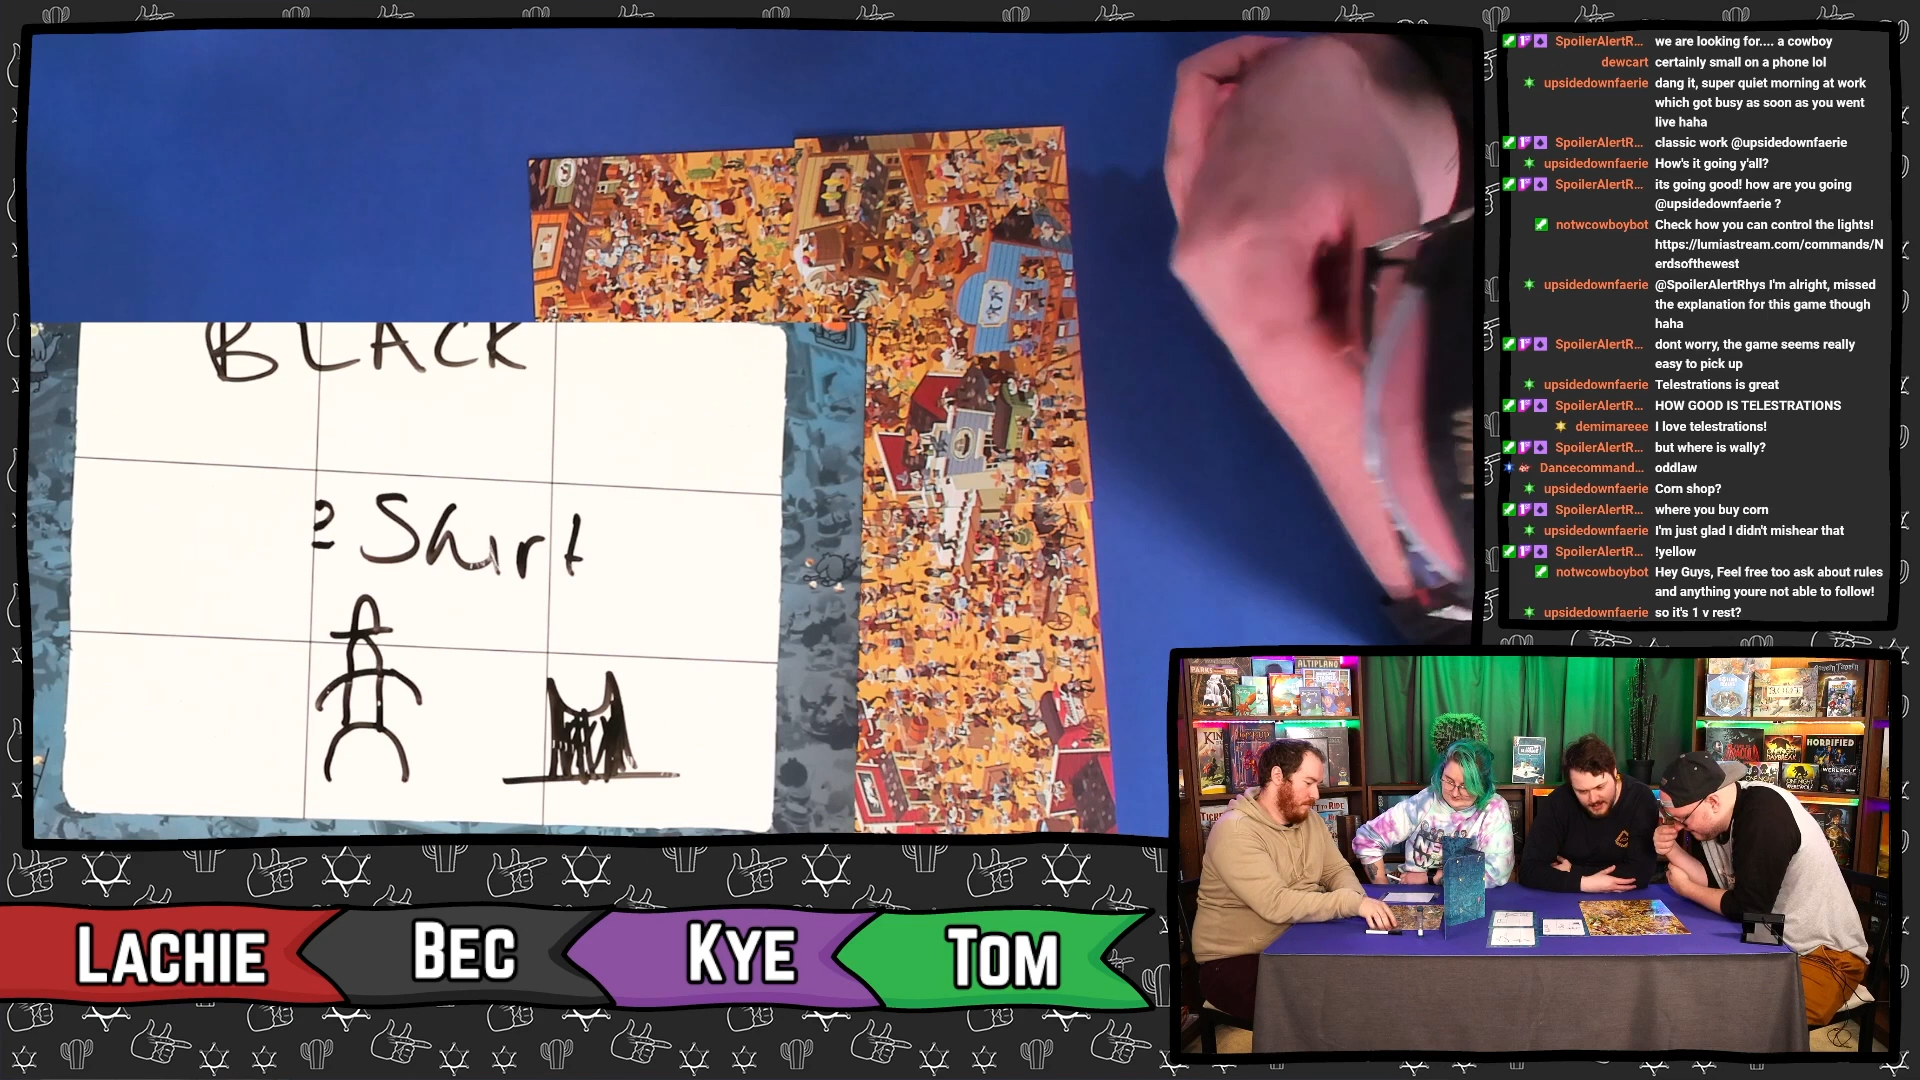 BLACK
Shirt
SpoilerAlertR... we are looking for.... a cowboy
dewcart certainly small on a phone lol
upsidedownfaerie dang it, super quiet morning at work
which got busy as soon as you went
live haha
SpoilerAlertR... classic work @upsidedownfaerie
upsidedownfaerie How's it going y'all?
SpoilerAlertR... its going good! how are you going
@upsidedownfaerie ?
notwcowboybot Check how you can control the lights!
https://lumiastream.com/commands/N
erdsofthewest
upsidedownfaerie @SpoilerAlertRhys I'm alright, missed
the explanation for this game though
haha
SpoilerAlertR... dont worry, the game seems really
easy to pick up
upsidedownfaerie Telestrations is great
SpoilerAlertR... HOW GOOD IS TELESTRATIONS
demimareee I love telestrations!
SpoilerAlertR... but where is wally?
Dancecommand... oddlaw
upsidedownfaerie Corn shop?
SpoilerAlertR... where you buy corn
upsidedownfaerie I'm just glad I didn't mishear that
SpoilerAlertR... !yellow
notwcowboybot Hey Guys, Feel free too ask about rules
and anything youre not able to follow!
upsidedownfaerie so it's 1 v rest?
PARKS
ALTIPLANO
HORRIFIED
WEREWOLF
LACHIE
BEC
KYE
TOM